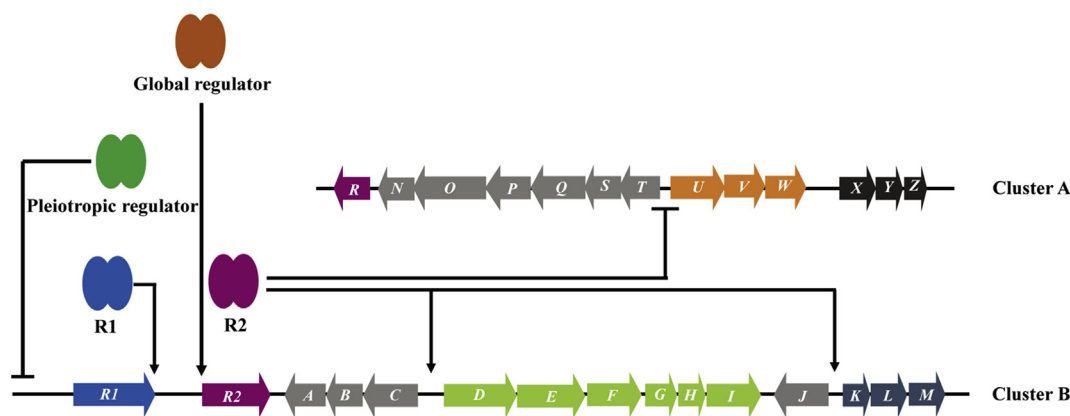 Global regulator
Pleiotropic regulator
R N O P Q S T U V W X Y Z Cluster A
R1 R2
R1 R2 A B C D E F G H I J K L M Cluster B